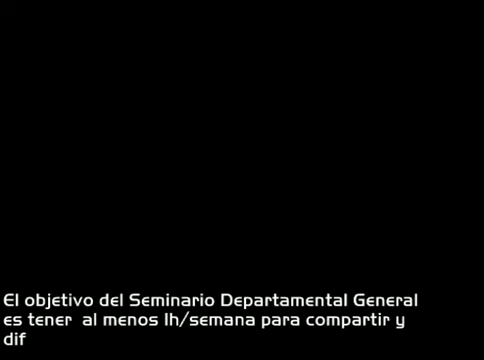 El objetivo del Seminario Departamental General
es tener  al menos 1h/semana para compartir y
dif